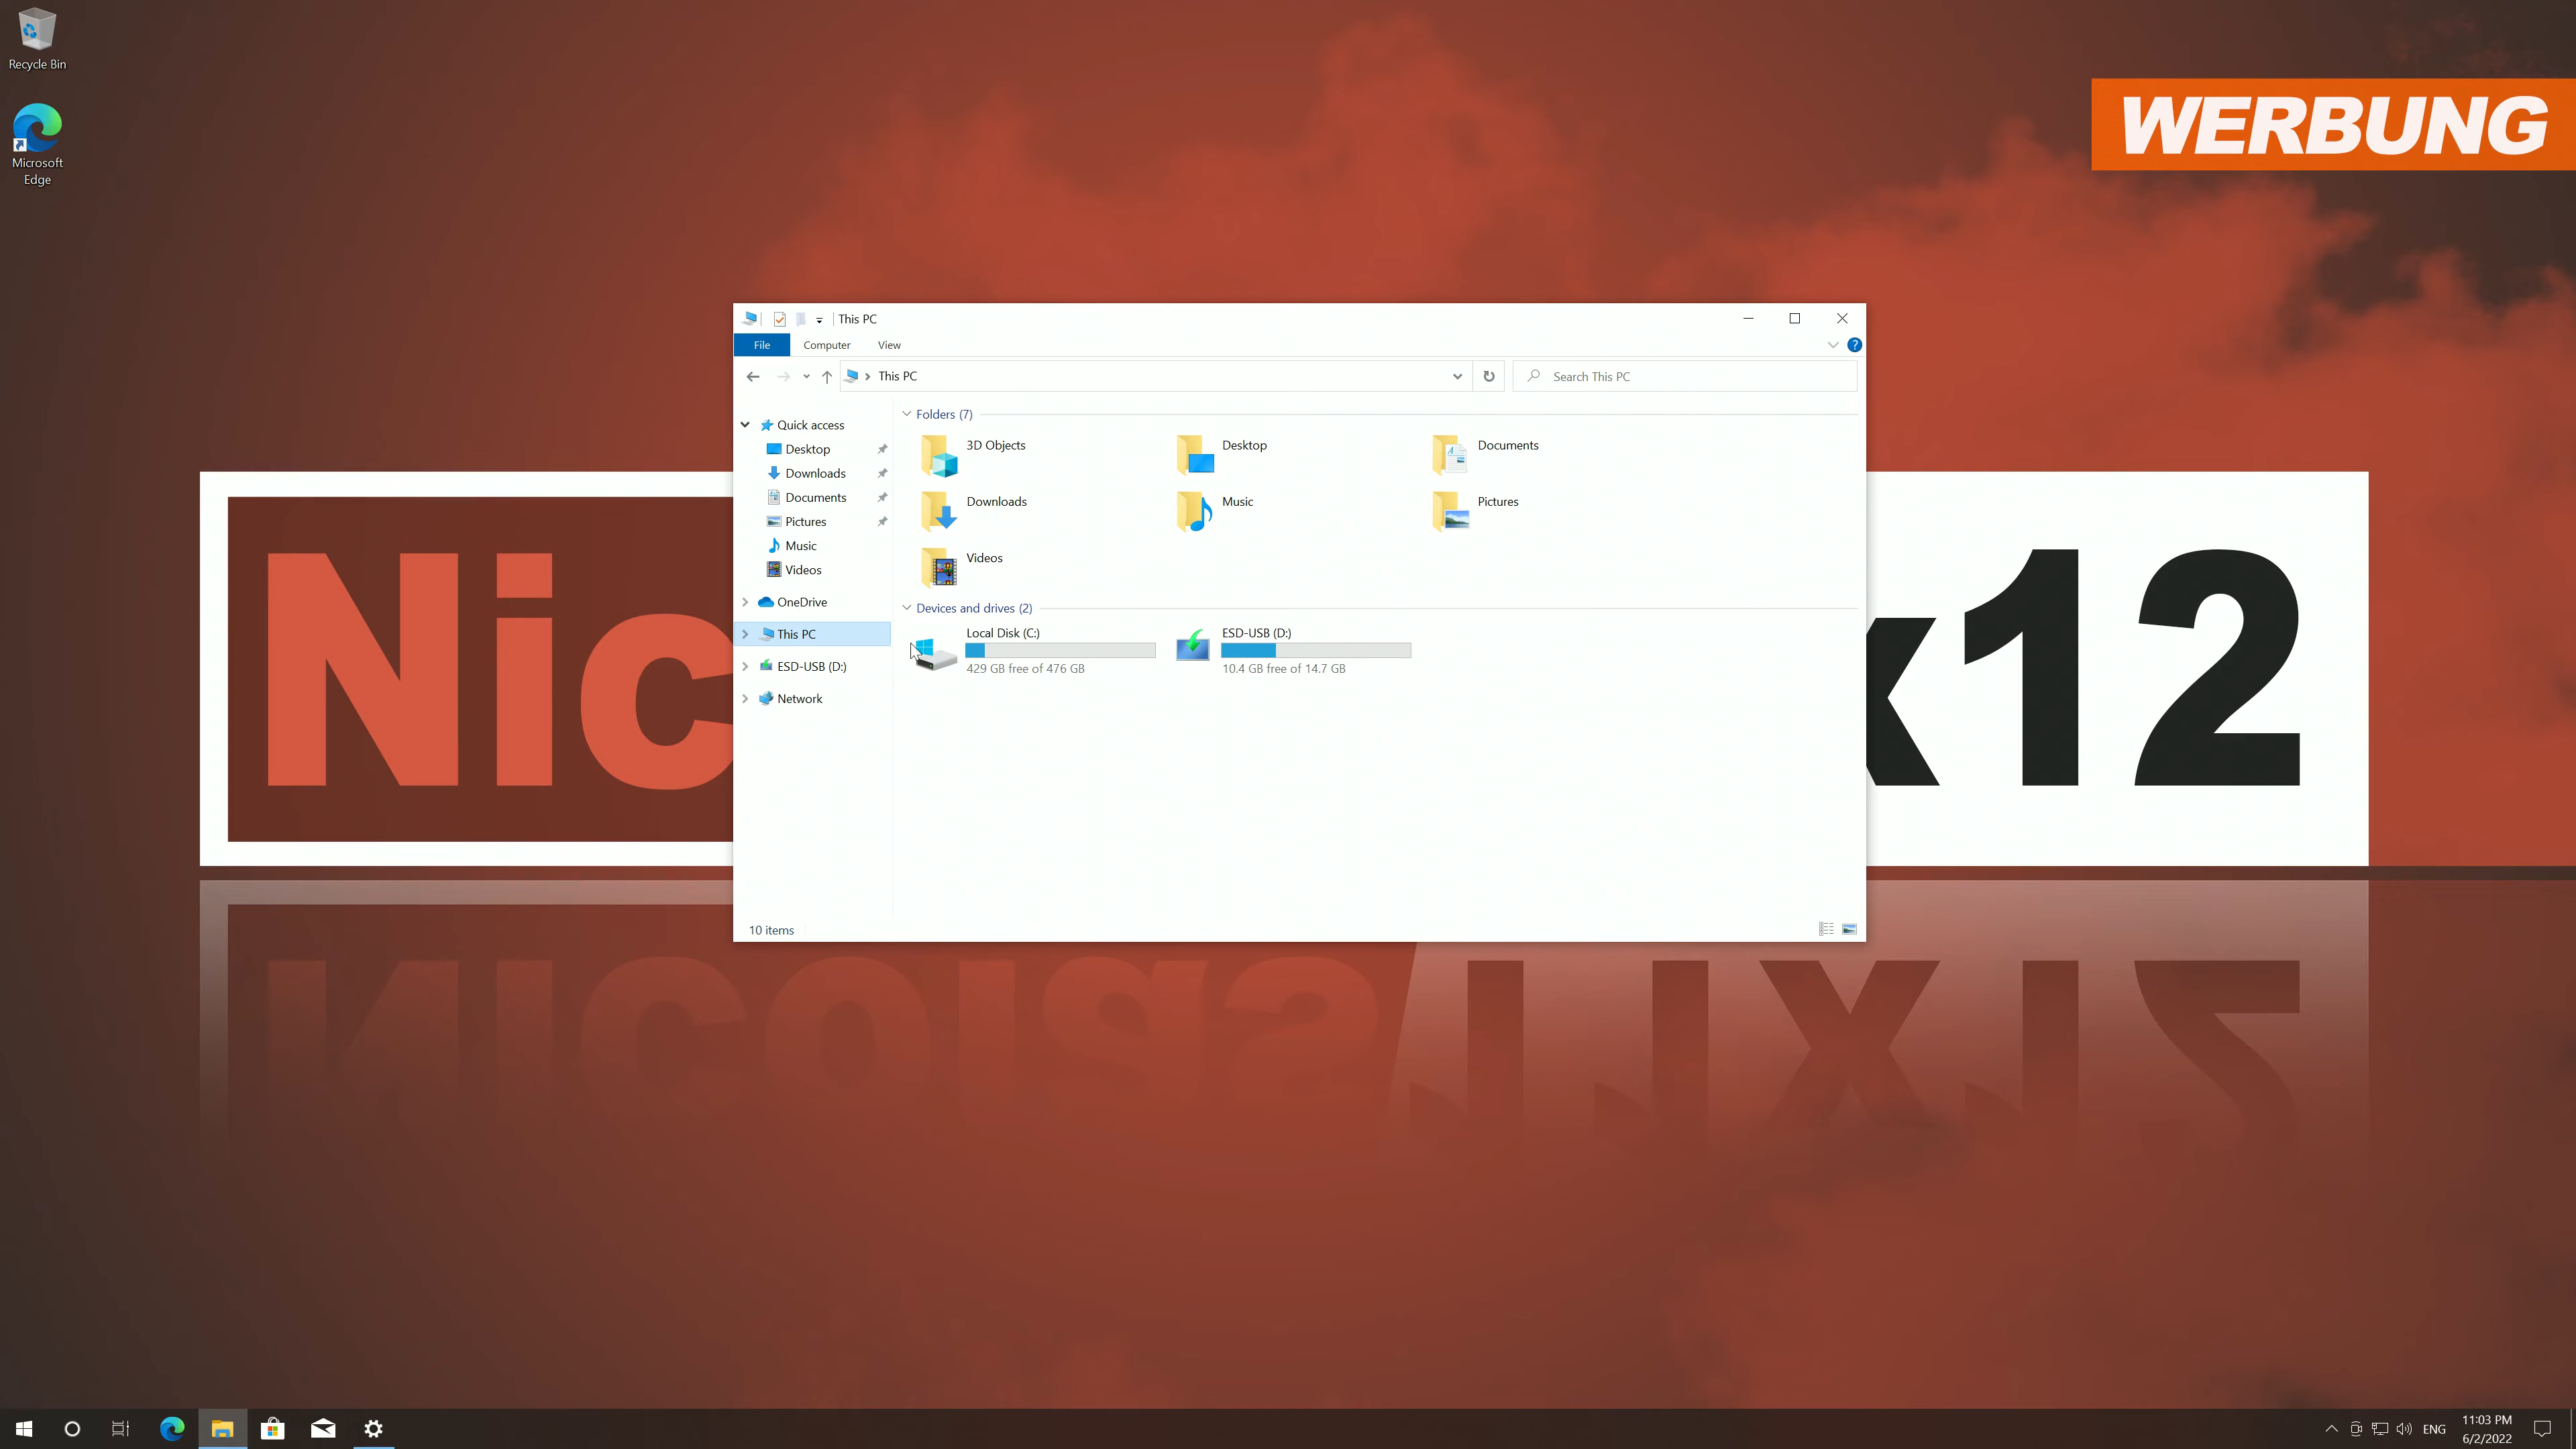 Recycle Bin
Microsoft
Edge
WERBUNG
This PC
File
Computer
View
?
This PC
Search This PC
Quick access
Desktop
Downloads
Documents
Pictures
Music
Videos
OneDrive
This PC
ESD-USB (D:)
Network
Folders (7)
3D Objects
Desktop
Documents
Downloads
Music
Pictures
Videos
Devices and drives (2)
Local Disk (C:)
429 GB free of 476 GB
ESD-USB (D:)
10.4 GB free of 14.7 GB
10 items
Nic
x12
ENG
11:03 PM
6/2/2022